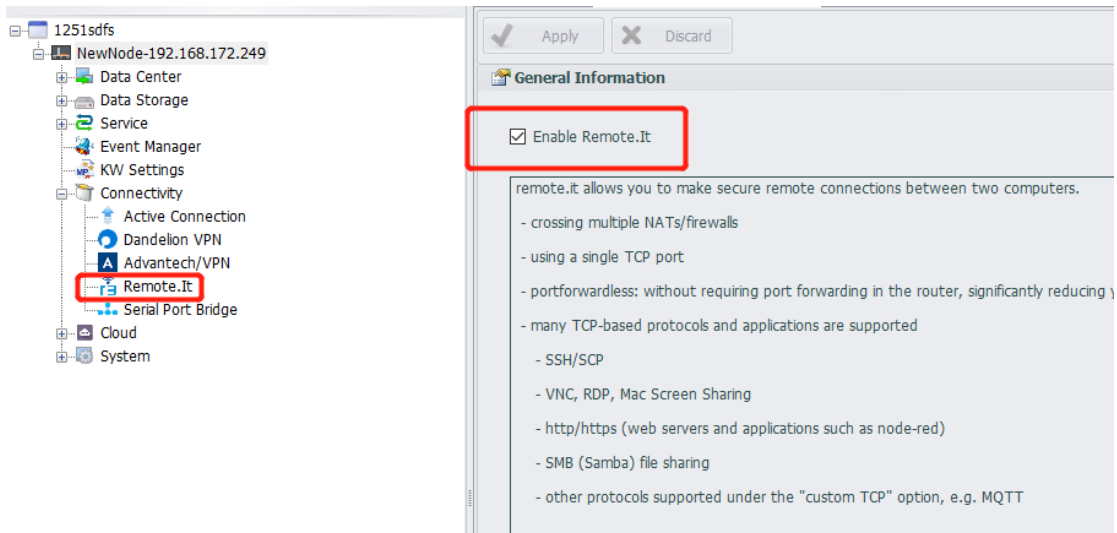 1251sdfs
NewNode-192.168.172.249
Data Center
Data Storage
Service
Event Manager
KW Settings
Connectivity
Active Connection
Dandelion VPN
A Advantech/VPN
Remote.It
Serial Port Bridge
Cloud
System
Apply Discard
General Information
Enable Remote.It
remote.it allows you to make secure remote connections between two computers.
- crossing multiple NATs/firewalls
- using a single TCP port
- portforwardless: without requiring port forwarding in the router, significantly reducing y
- many TCP-based protocols and applications are supported
- SSH/SCP
- VNC, RDP, Mac Screen Sharing
- http/https (web servers and applications such as node-red)
- SMB (Samba) file sharing
- other protocols supported under the "custom TCP" option, e.g. MQTT